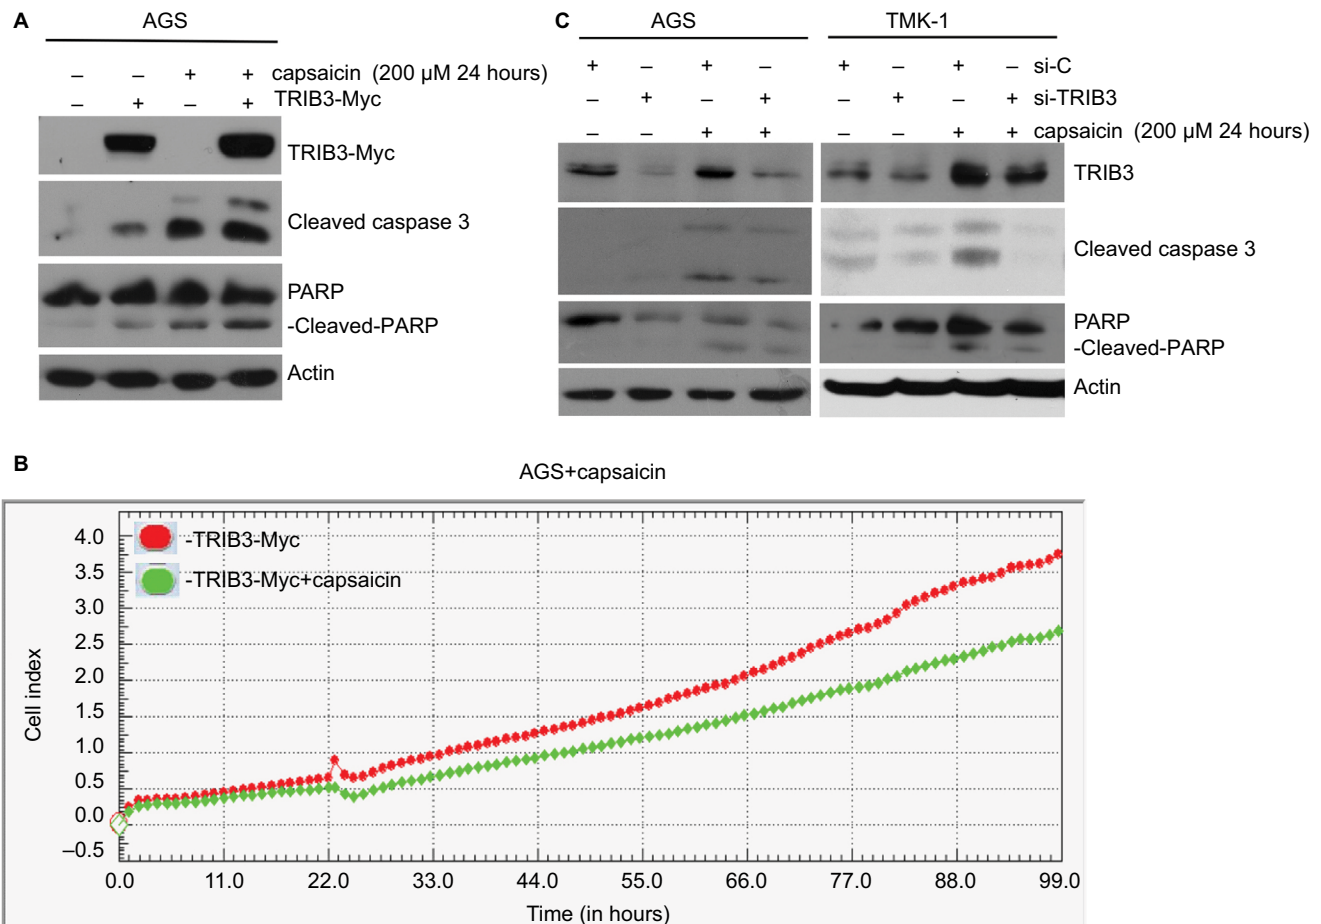 A
AGS
– – + + capsaicin (200 µM 24 hours)
– + – + TRIB3-Myc
TRIB3-Myc
Cleaved caspase 3
PARP
-Cleaved-PARP
Actin
C
AGS TMK-1
+ – + – + – + – si-C
– + – + – + – + si-TRIB3
– – + + – – + + capsaicin (200 µM 24 hours)
TRIB3
Cleaved caspase 3
PARP
-Cleaved-PARP
Actin
B
AGS+capsaicin
-TRIB3-Myc
-TRIB3-Myc+capsaicin
Cell index
4.0
3.5
3.0
2.5
2.0
1.5
1.0
0.5
0.0
–0.5
0.0 11.0 22.0 33.0 44.0 55.0 66.0 77.0 88.0 99.0
Time (in hours)